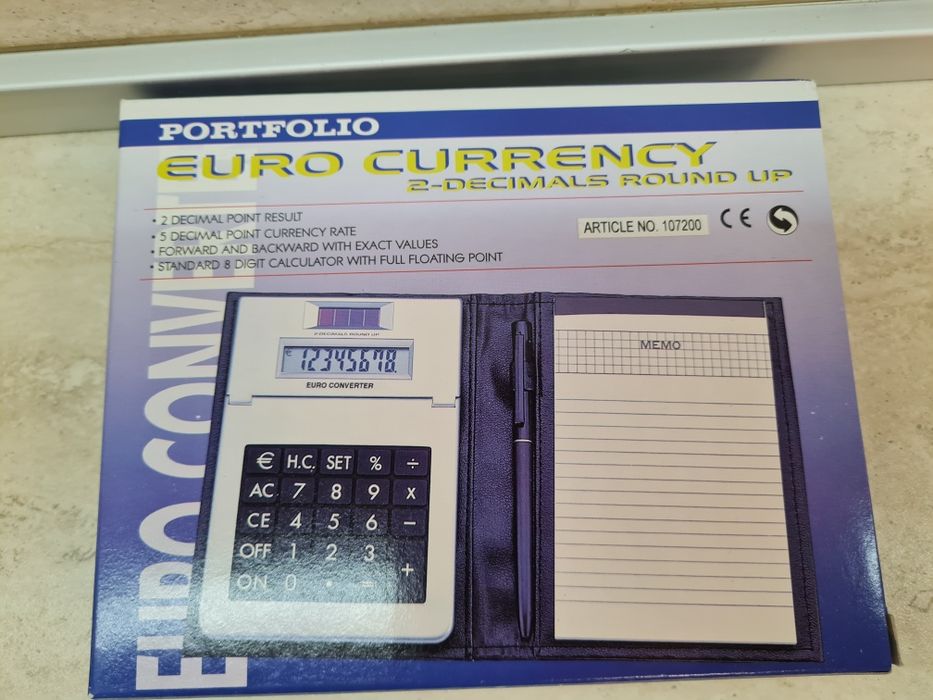 PORTFOLIO
EURO CURRENCY
2-DECIMALS ROUND UP
• 2 DECIMAL POINT RESULT
• 5 DECIMAL POINT CURRENCY RATE
• FORWARD AND BACKWARD WITH EXACT VALUES
• STANDARD 8 DIGIT CALCULATOR WITH FULL FLOATING POINT
ARTICLE NO. 107200
CE
EURO CONVERT
2-DECIMALS ROUND UP
€ 12345678.
EURO CONVERTER
€ H.C. SET % ÷
AC 7 8 9 x
CE 4 5 6 −
OFF 1 2 3
+
ON 0 . =
MEMO